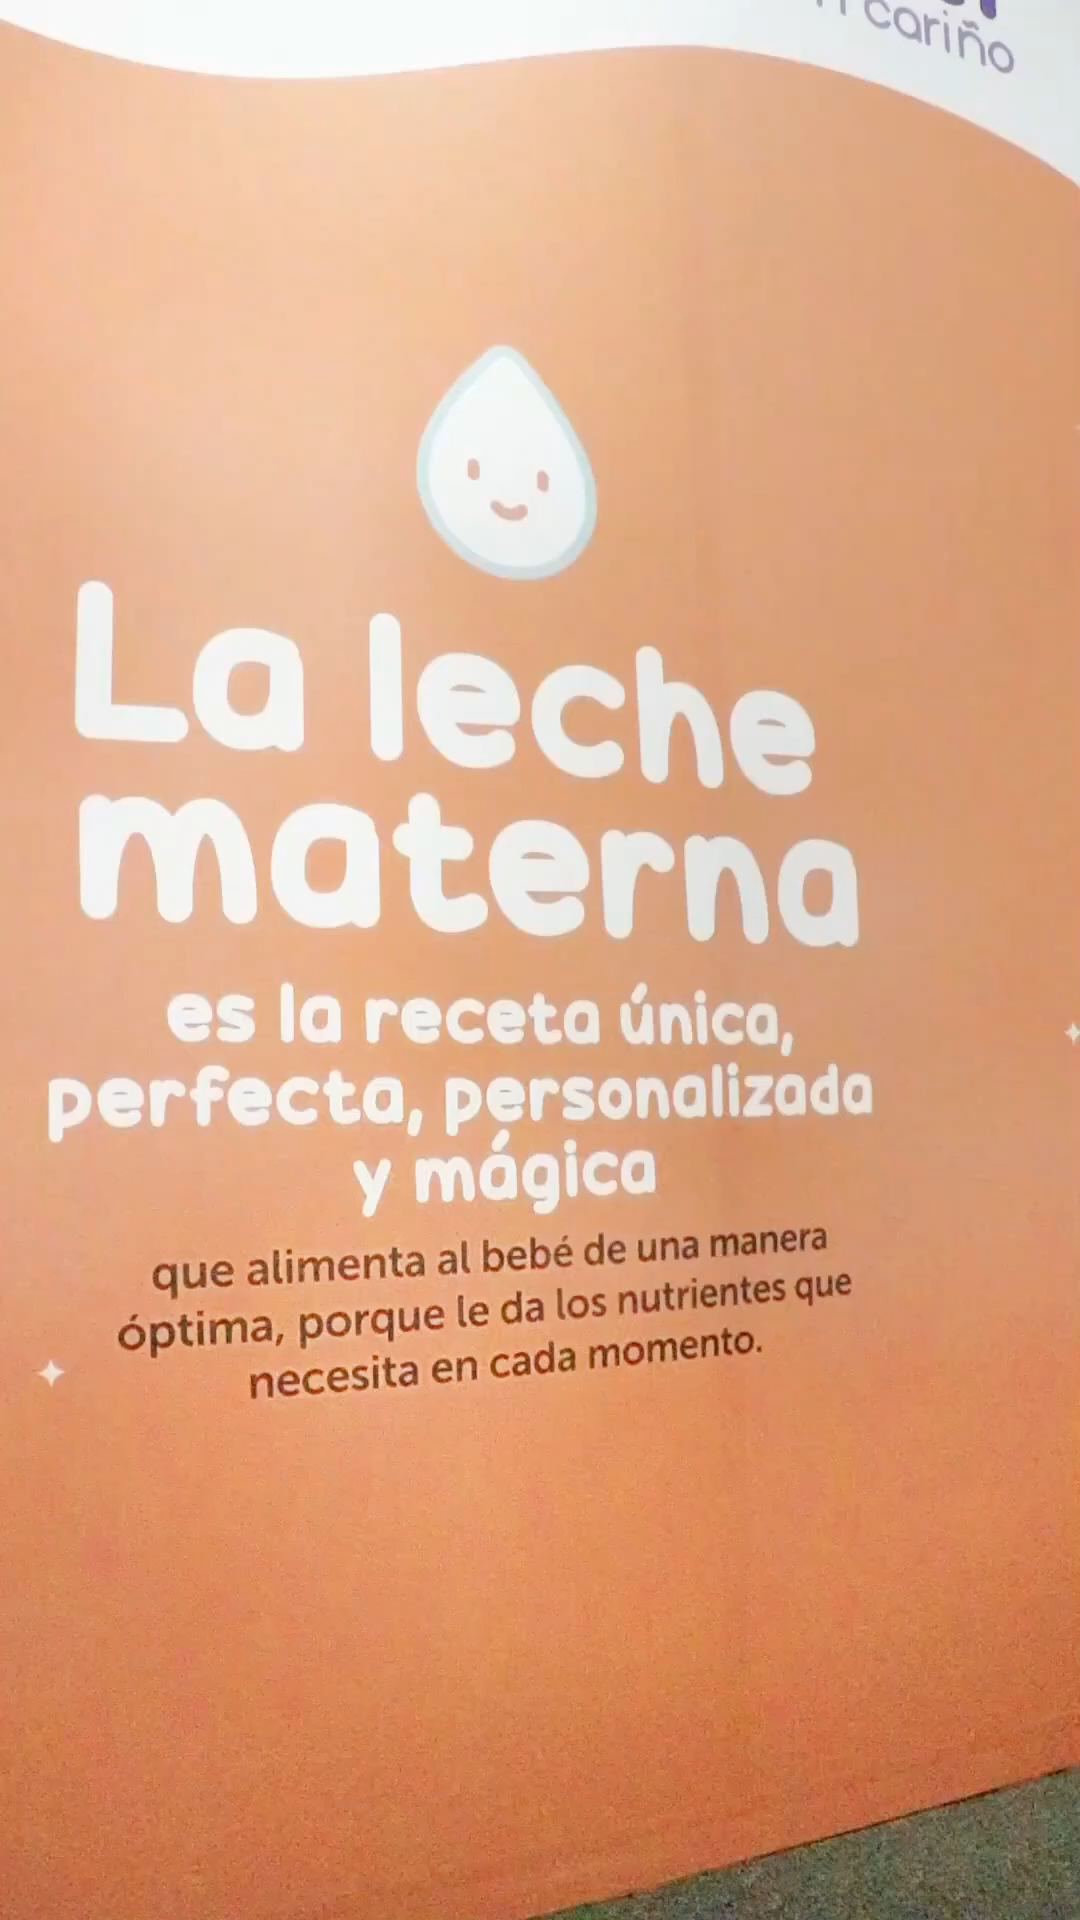 cariño
La leche
materna
es la receta única,
perfecta, personalizada
y mágica
que alimenta al bebé de una manera
óptima, porque le da los nutrientes que
necesita en cada momento.